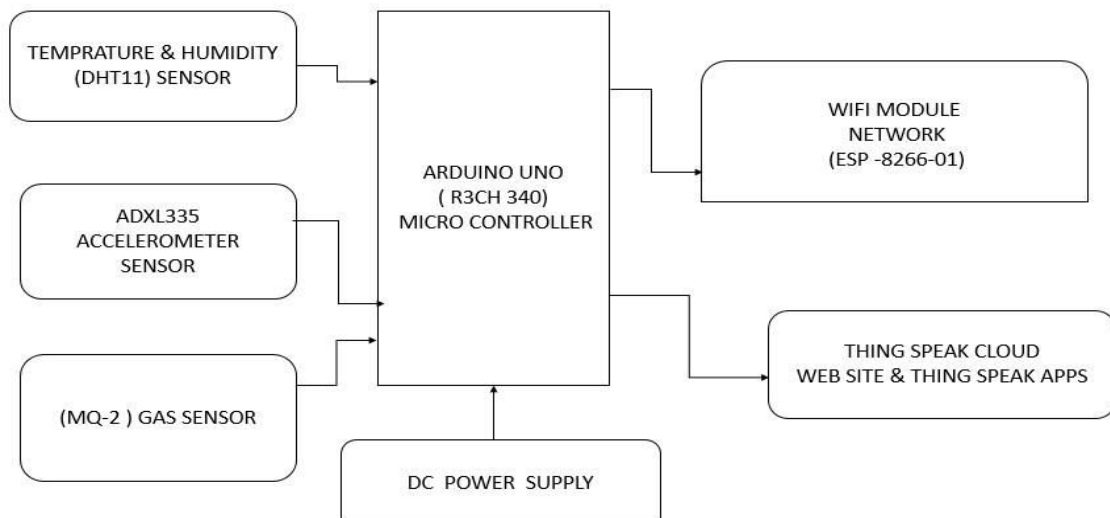 TEMPRATURE & HUMIDITY
(DHT11) SENSOR
ADXL335
ACCELEROMETER
SENSOR
(MQ-2 ) GAS SENSOR
ARDUINO UNO
( R3CH 340)
MICRO CONTROLLER
DC POWER SUPPLY
WIFI MODULE
NETWORK
(ESP -8266-01)
THING SPEAK CLOUD
WEB SITE & THING SPEAK APPS